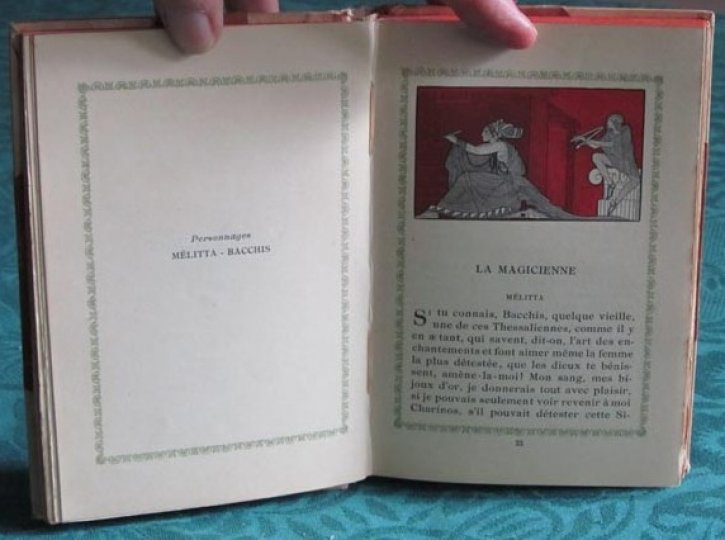 Personnages
MÉLITTA - BACCHIS
LA MAGICIENNE
MÉLITTA
Si tu connais, Bacchis, quelque vieille,
une de ces Thessaliennes, comme il y
en æ tant, qui savent, dit-on, l'art des en-
chantements et font aimer même la femme
la plus détestée, que les dieux te bénis-
sent, amène-la-moi! Mon sang, mes bi-
joux d'or, je donnerais tout avec plaisir,
si je pouvais seulement voir revenir à moi
Charinos, s'il pouvait détester cette Si-